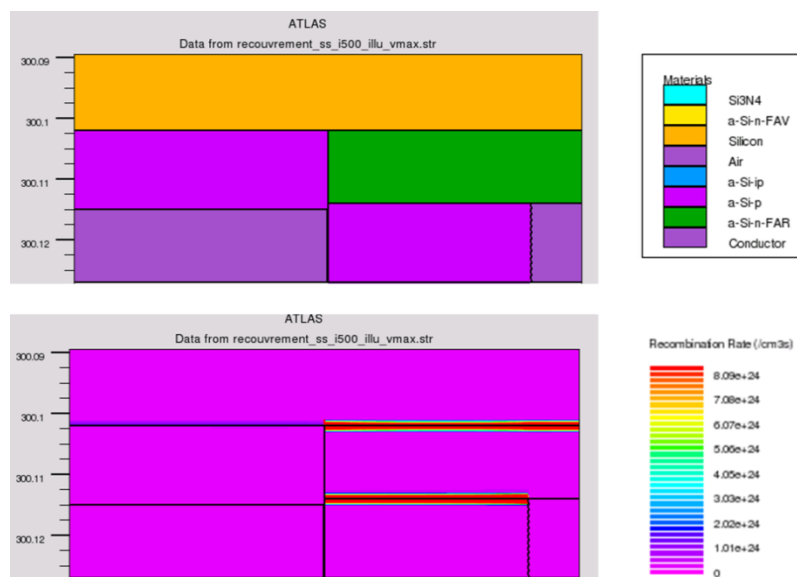 ATLAS
Data from recouvrement_ss_i500_illu_vmax.str
300.09
300.1
300.11
300.12
Materials
Si3N4
a-Si-n-FAV
Silicon
Air
a-Si-ip
a-Si-p
a-Si-n-FAR
Conductor
ATLAS
Data from recouvrement_ss_i500_illu_vmax.str
300.09
300.1
300.11
300.12
Recombination Rate (/cm3s)
8.09e+24
7.08e+24
6.07e+24
5.06e+24
4.05e+24
3.03e+24
2.02e+24
1.01e+24
0